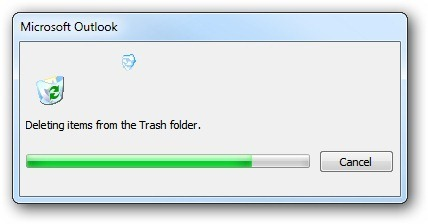 Microsoft Outlook
Deleting items from the Trash folder.
Cancel